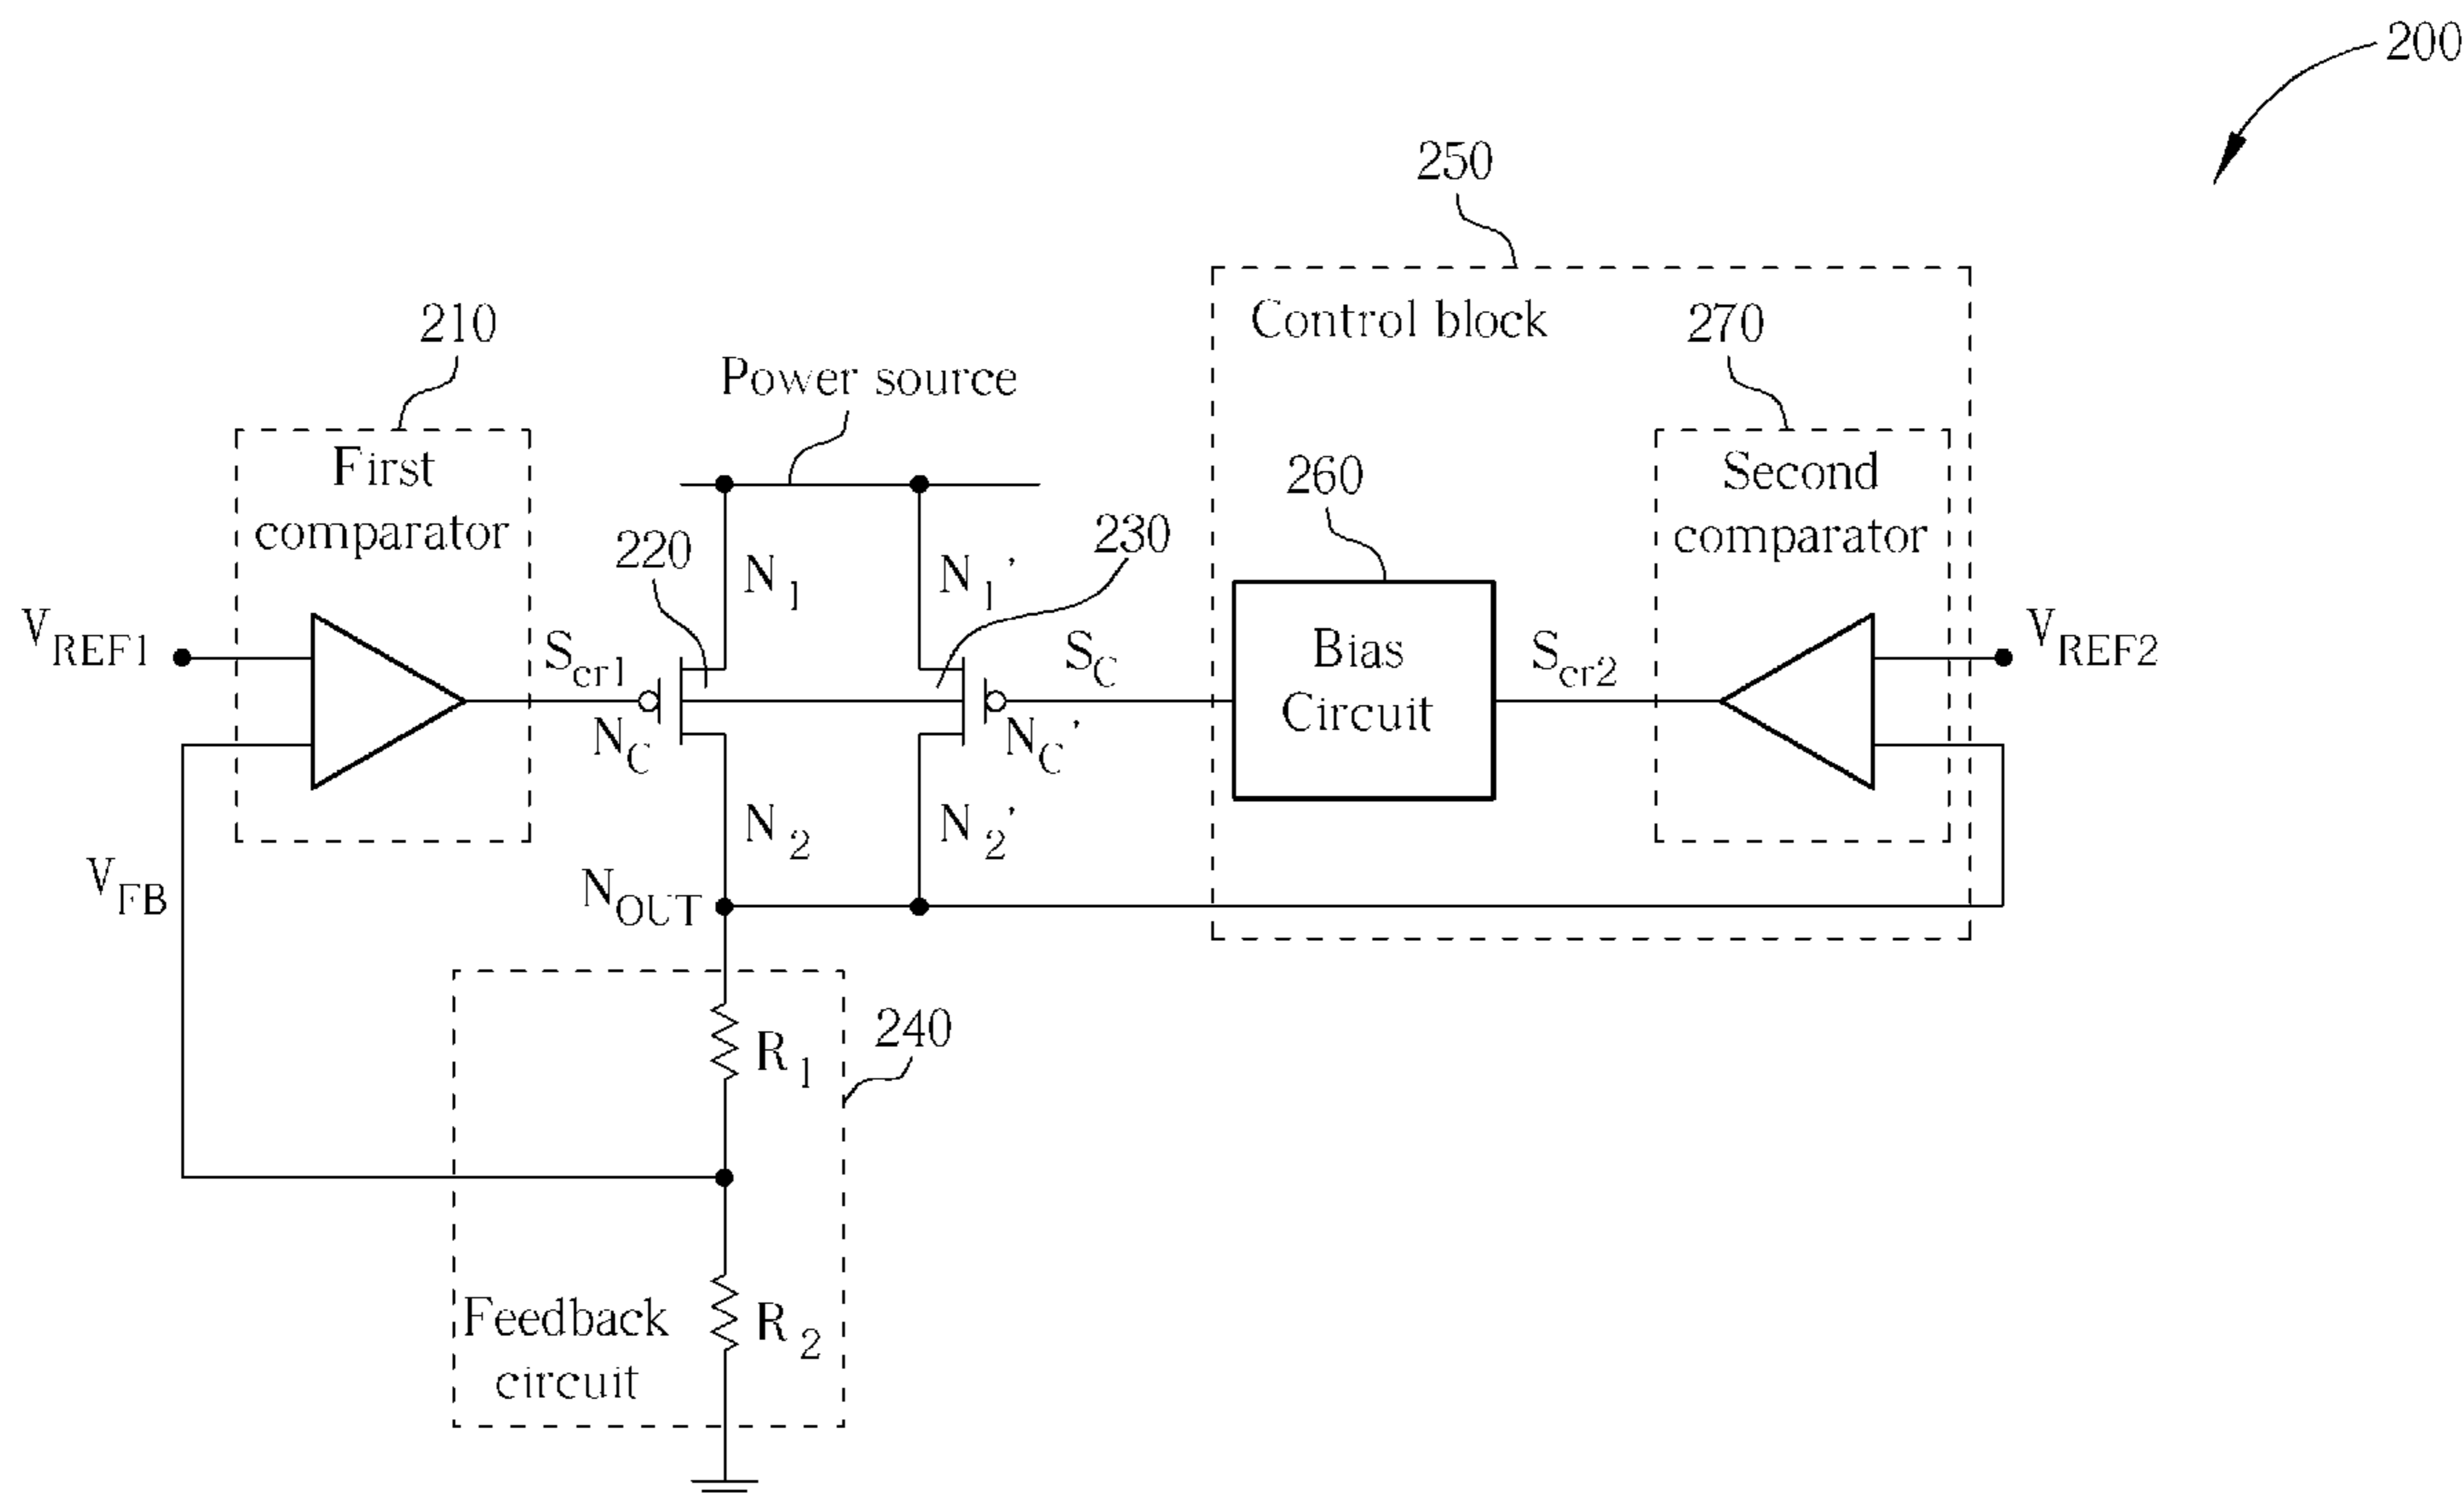 200
250
Control block
210
270
Power source
First
comparator
Second
comparator
260
220
230
N1
N1'
VREF1
Scr1
SC
Bias
Circuit
Scr2
VREF2
NC
NC'
N2
N2'
VFB
NOUT
R1
240
Feedback
circuit
R2